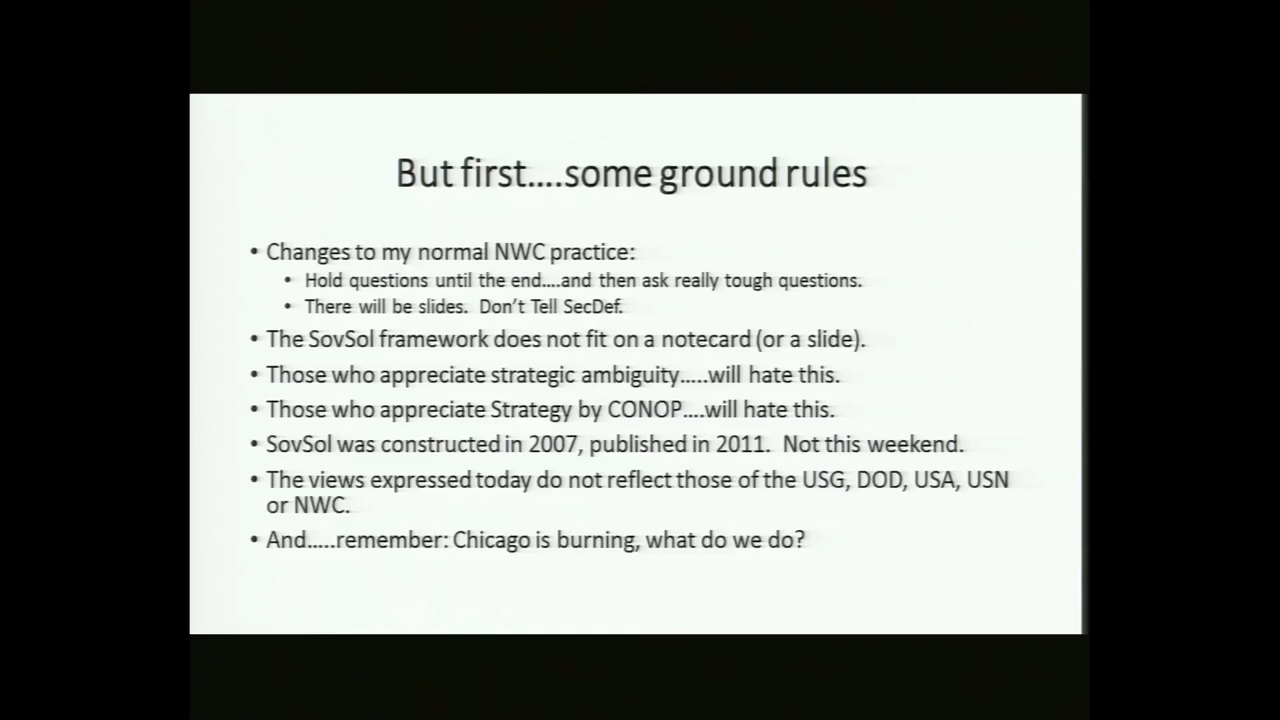 But first....some ground rules
• Changes to my normal NWC practice:
• Hold questions until the end....and then ask really tough questions.
• There will be slides. Don't Tell SecDef.
• The SovSol framework does not fit on a notecard (or a slide).
• Those who appreciate strategic ambiguity.....will hate this.
• Those who appreciate Strategy by CONOP....will hate this.
• SovSol was constructed in 2007, published in 2011. Not this weekend.
• The views expressed today do not reflect those of the USG, DOD, USA, USN
or NWC.
• And.....remember: Chicago is burning, what do we do?